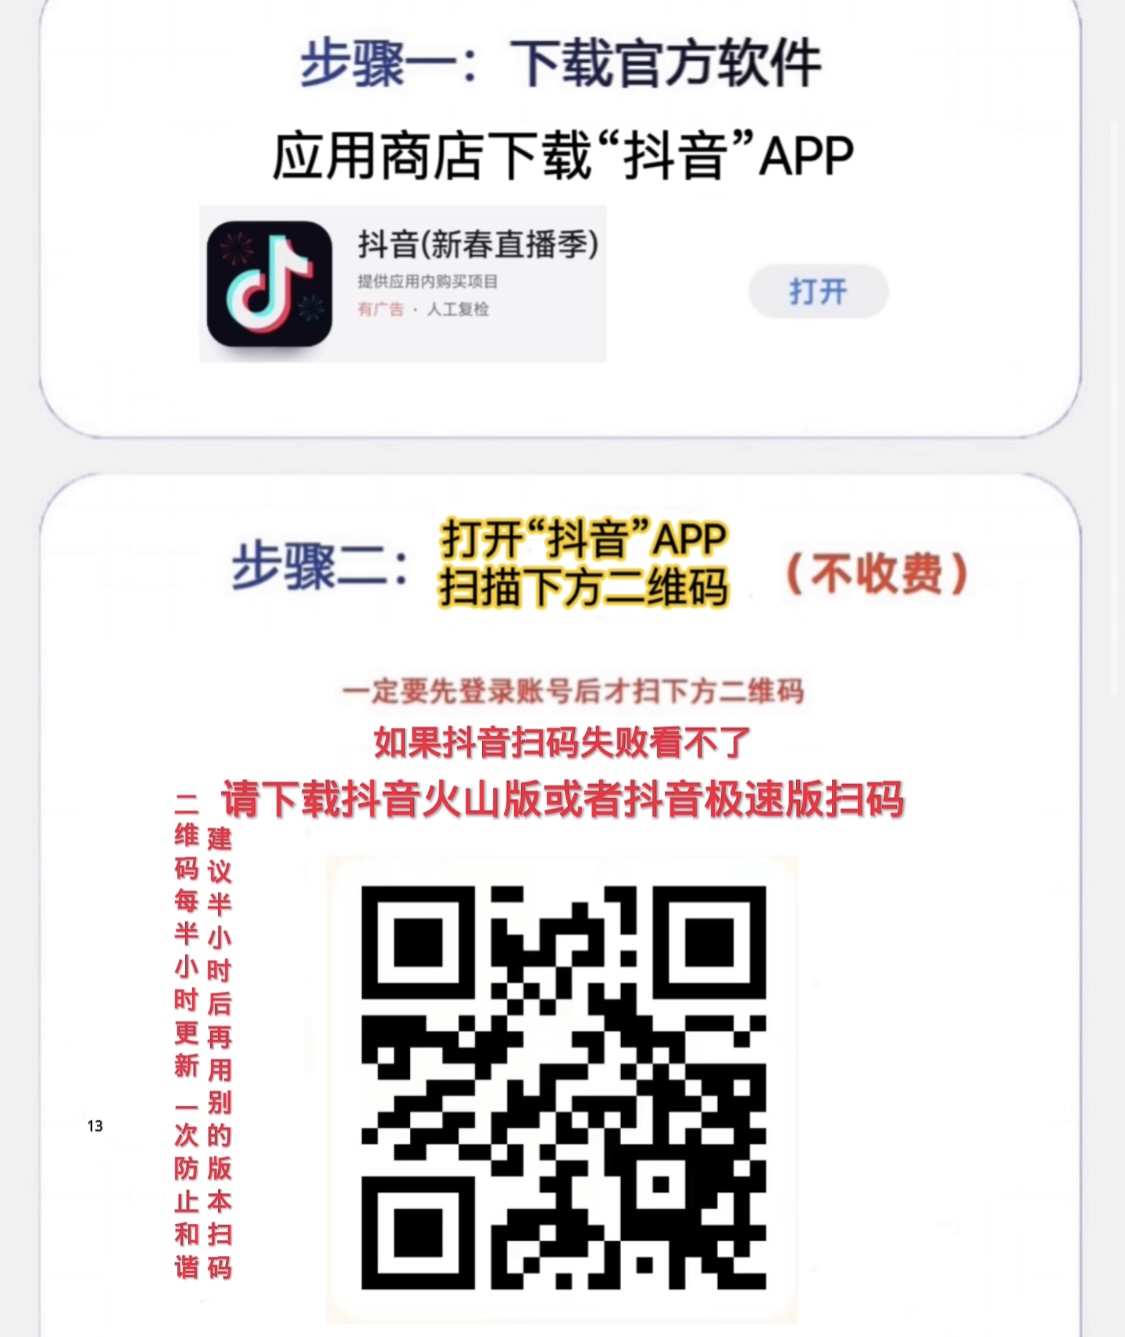 步骤一：下载官方软件
应用商店下载“抖音”APP
抖音(新春直播季)
提供应用内购买项目
有广告 · 人工复检
打开
步骤二：
打开“抖音”APP
扫描下方二维码
（不收费）
一定要先登录账号后才扫下方二维码
如果抖音扫码失败看不了
请下载抖音火山版或者抖音极速版扫码
二维码每半小时更新一次防止和谐
建议半小时后再用别的版本扫码
13